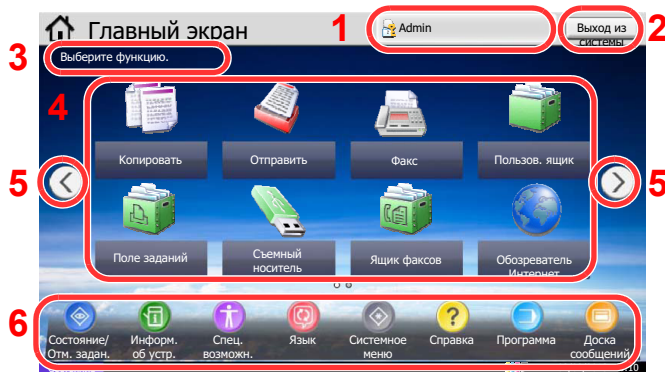 Главный экран
1
Admin
Выход из
системы
2
3
Выберите функцию.
4
Копировать
Отправить
Факс
Пользов. ящик
5
5
Поле заданий
Съемный
носитель
Ящик факсов
Обозреватель
Интернет
6
Состояние/
Отм. задан.
Информ.
об устр.
Спец.
возможн.
Язык
Системное
меню
Справка
Программа
Доска
сообщений